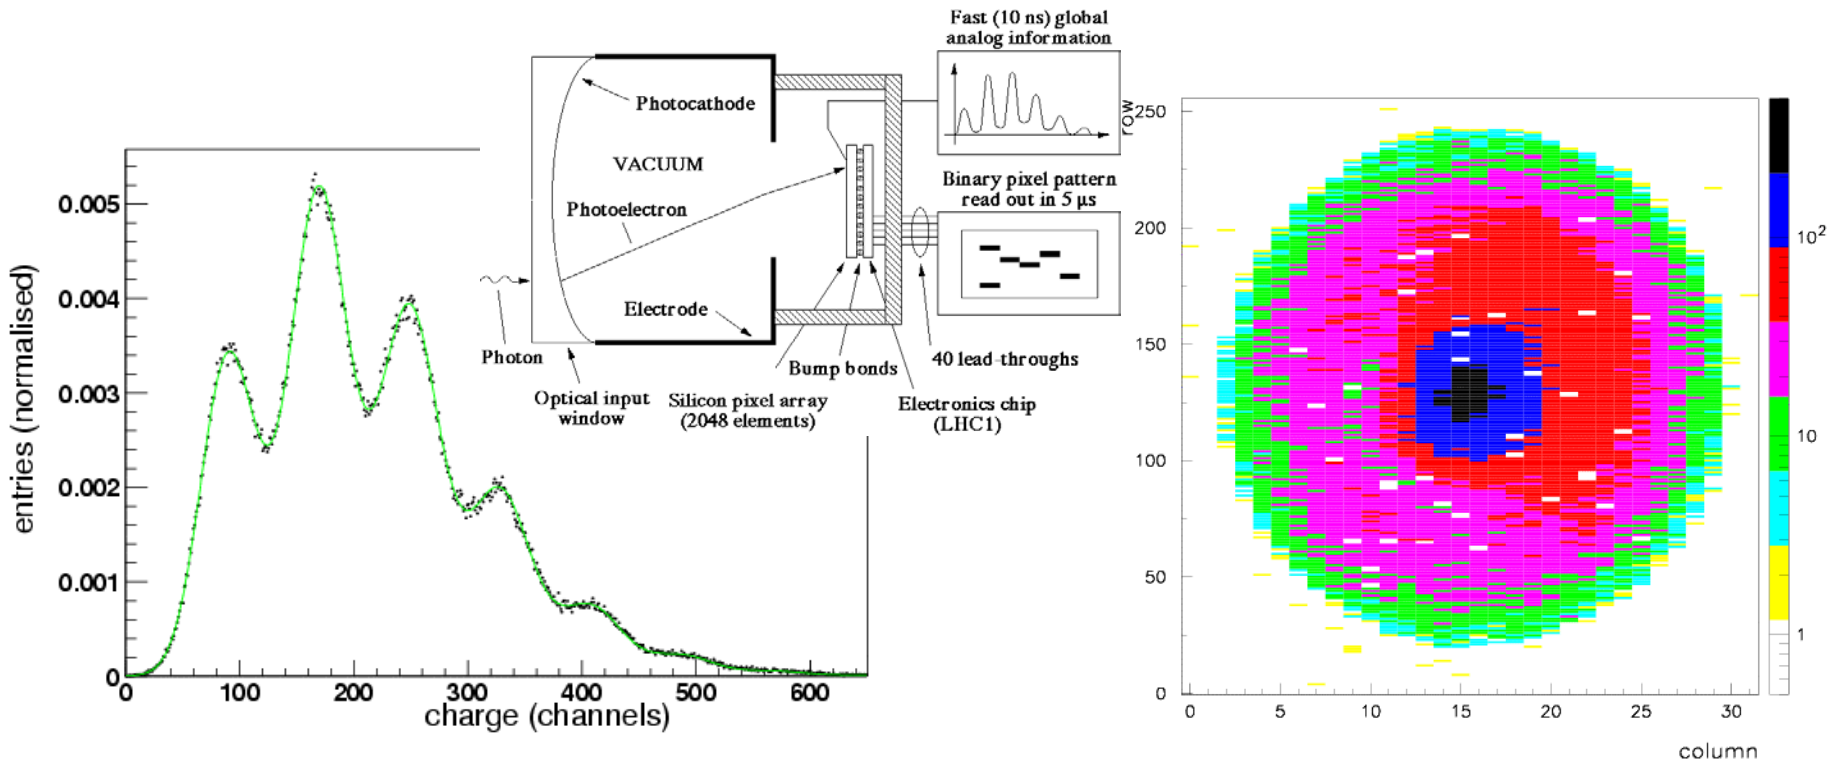 entries (normalised)
0.005
0.004
0.003
0.002
0.001
0
0 100 200 300 400 500 600
charge (channels)
Photocathode
VACUUM
Photoelectron
Electrode
Photon
Optical input
window
Silicon pixel array
(2048 elements)
Bump bonds
Electronics chip
(LHC1)
40 lead-throughs
Fast (10 ns) global
analog information
Binary pixel pattern
read out in 5 μs
row
250
200
150
100
50
0
0 5 10 15 20 25 30
column
10²
10
1